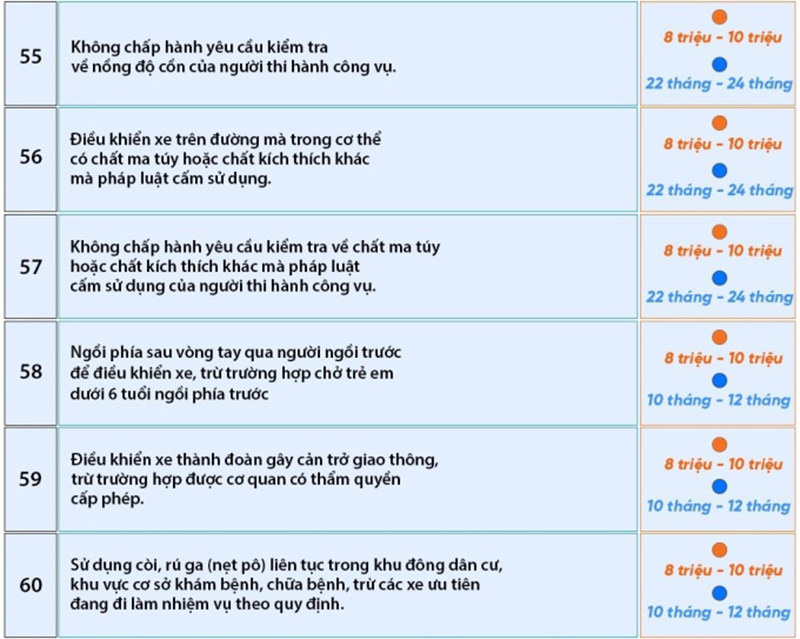 55
Không chấp hành yêu cầu kiểm tra
về nồng độ cồn của người thi hành công vụ.
8 triệu - 10 triệu
22 tháng - 24 tháng
56
Điều khiển xe trên đường mà trong cơ thể
có chất ma túy hoặc chất kích thích khác
mà pháp luật cấm sử dụng.
8 triệu - 10 triệu
22 tháng - 24 tháng
57
Không chấp hành yêu cầu kiểm tra về chất ma túy
hoặc chất kích thích khác mà pháp luật
cấm sử dụng của người thi hành công vụ.
8 triệu - 10 triệu
22 tháng - 24 tháng
58
Ngồi phía sau vòng tay qua người ngồi trước
để điều khiển xe, trừ trường hợp chở trẻ em
dưới 6 tuổi ngồi phía trước
8 triệu - 10 triệu
10 tháng - 12 tháng
59
Điều khiển xe thành đoàn gây cản trở giao thông,
trừ trường hợp được cơ quan có thẩm quyền
cấp phép.
8 triệu - 10 triệu
10 tháng - 12 tháng
60
Sử dụng còi, rú ga (nẹt pô) liên tục trong khu đông dân cư,
khu vực cơ sở khám bệnh, chữa bệnh, trừ các xe ưu tiên
đang đi làm nhiệm vụ theo quy định.
8 triệu - 10 triệu
10 tháng - 12 tháng